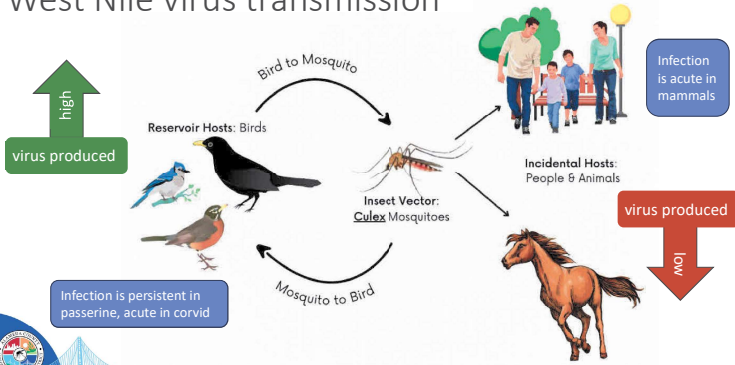 West Nile virus transmission
Bird to Mosquito
Infection
is acute in
mammals
high
Reservoir Hosts: Birds
virus produced
Incidental Hosts:
People & Animals
Insect Vector:
Culex Mosquitoes
virus produced
low
Infection is persistent in
passerine, acute in corvid
Mosquito to Bird